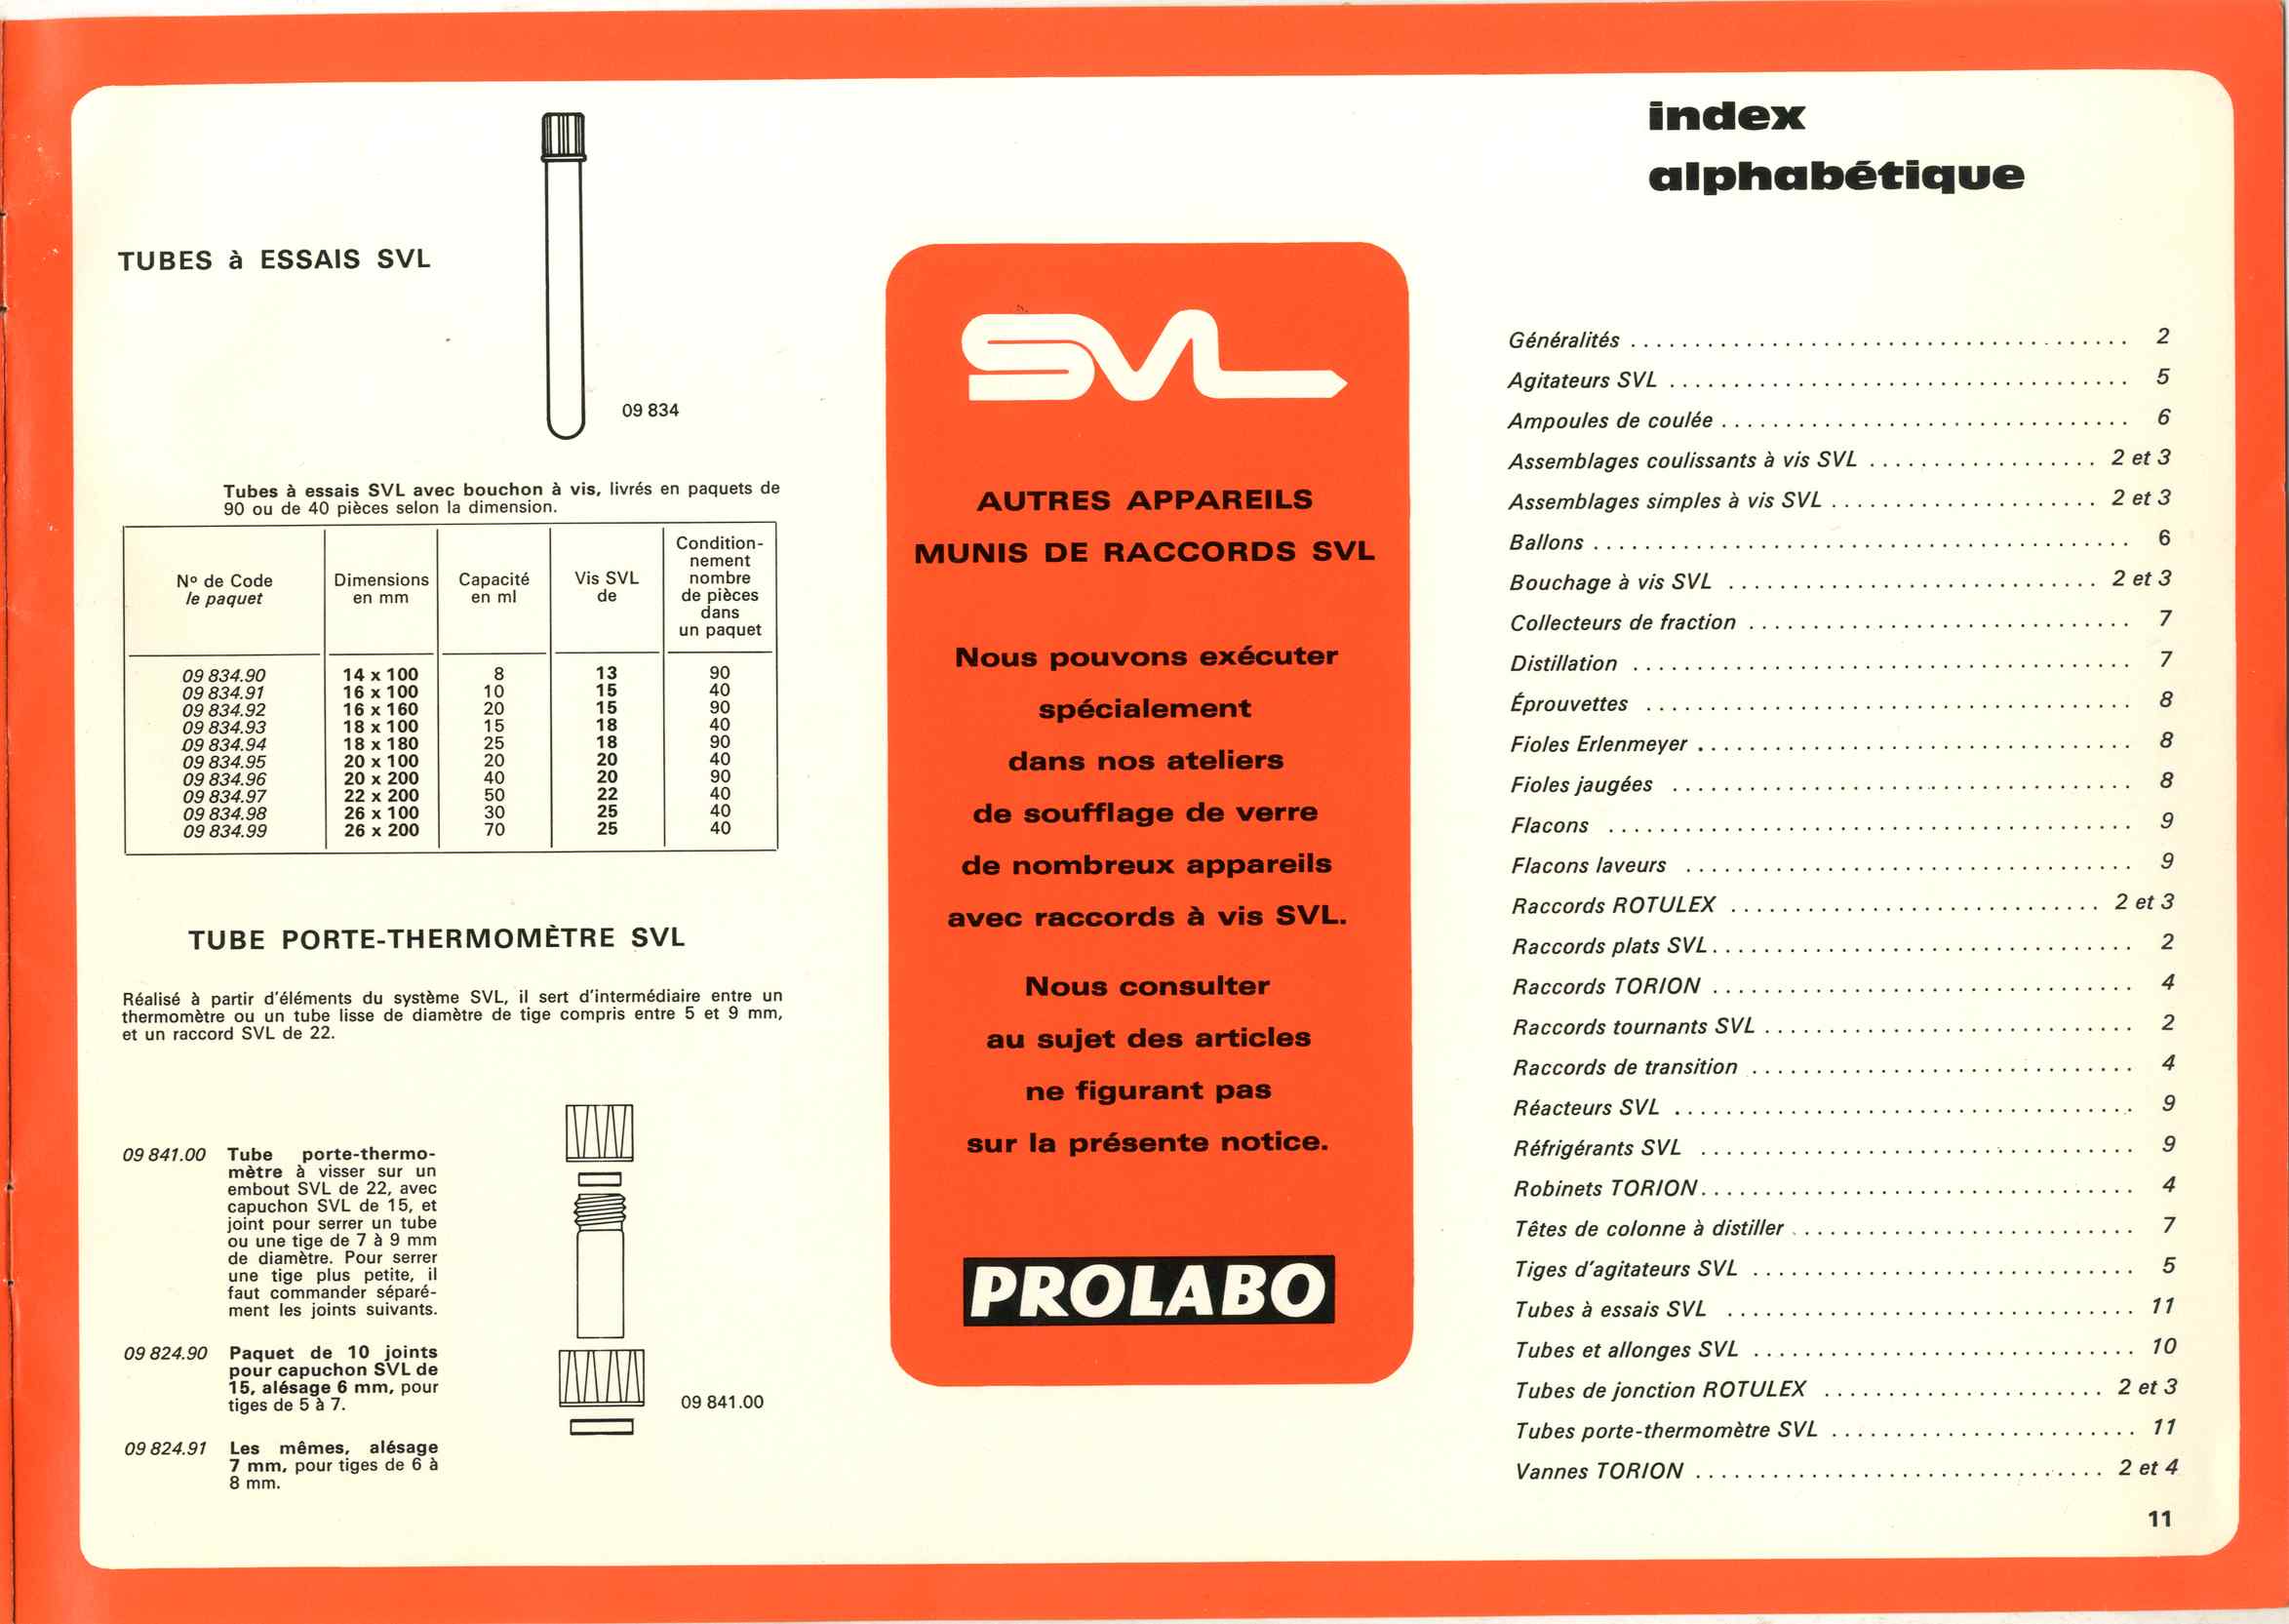 TUBES à ESSAIS SVL
09 834
Tubes à essais SVL avec bouchon à vis, livrés en paquets de
90 ou de 40 pièces selon la dimension.
Nº de Code
le paquet
Dimensions
en mm
Capacité
en ml
Vis SVL
de
Condition-
nement
nombre
de pièces
dans
un paquet
09 834.90 14 x 100 8 13 90
09 834.91 16 x 100 10 15 40
09 834.92 16 x 160 20 15 90
09 834.93 18 x 100 15 18 40
09 834.94 18 x 180 25 18 90
09 834.95 20 x 100 20 20 40
09 834.96 20 x 200 40 20 90
09 834.97 22 x 200 50 22 40
09 834.98 26 x 100 30 25 40
09 834.99 26 x 200 70 25 40
TUBE PORTE-THERMOMÈTRE SVL
Réalisé à partir d'éléments du système SVL, il sert d'intermédiaire entre un
thermomètre ou un tube lisse de diamètre de tige compris entre 5 et 9 mm,
et un raccord SVL de 22.
09 841.00 Tube porte-thermo-
mètre à visser sur un
embout SVL de 22, avec
capuchon SVL de 15, et
joint pour serrer un tube
ou une tige de 7 à 9 mm
de diamètre. Pour serrer
une tige plus petite, il
faut commander séparé-
ment les joints suivants.
09 824.90 Paquet de 10 joints
pour capuchon SVL de
15, alésage 6 mm, pour
tiges de 5 à 7.
09 824.91 Les mêmes, alésage
7 mm, pour tiges de 6 à
8 mm.
09 841.00
SVL
AUTRES APPAREILS
MUNIS DE RACCORDS SVL
Nous pouvons exécuter
spécialement
dans nos ateliers
de soufflage de verre
de nombreux appareils
avec raccords à vis SVL.
Nous consulter
au sujet des articles
ne figurant pas
sur la présente notice.
PROLABO
index
alphabétique
Généralités ........ 2
Agitateurs SVL ........ 5
Ampoules de coulée ........ 6
Assemblages coulissants à vis SVL ........ 2 et 3
Assemblages simples à vis SVL ........ 2 et 3
Ballons ........ 6
Bouchage à vis SVL ........ 2 et 3
Collecteurs de fraction ........ 7
Distillation ........ 7
Éprouvettes ........ 8
Fioles Erlenmeyer ........ 8
Fioles jaugées ........ 8
Flacons ........ 9
Flacons laveurs ........ 9
Raccords ROTULEX ........ 2 et 3
Raccords plats SVL ........ 2
Raccords TORION ........ 4
Raccords tournants SVL ........ 2
Raccords de transition ........ 4
Réacteurs SVL ........ 9
Réfrigérants SVL ........ 9
Robinets TORION ........ 4
Têtes de colonne à distiller ........ 7
Tiges d'agitateurs SVL ........ 5
Tubes à essais SVL ........ 11
Tubes et allonges SVL ........ 10
Tubes de jonction ROTULEX ........ 2 et 3
Tubes porte-thermomètre SVL ........ 11
Vannes TORION ........ 2 et 4
11